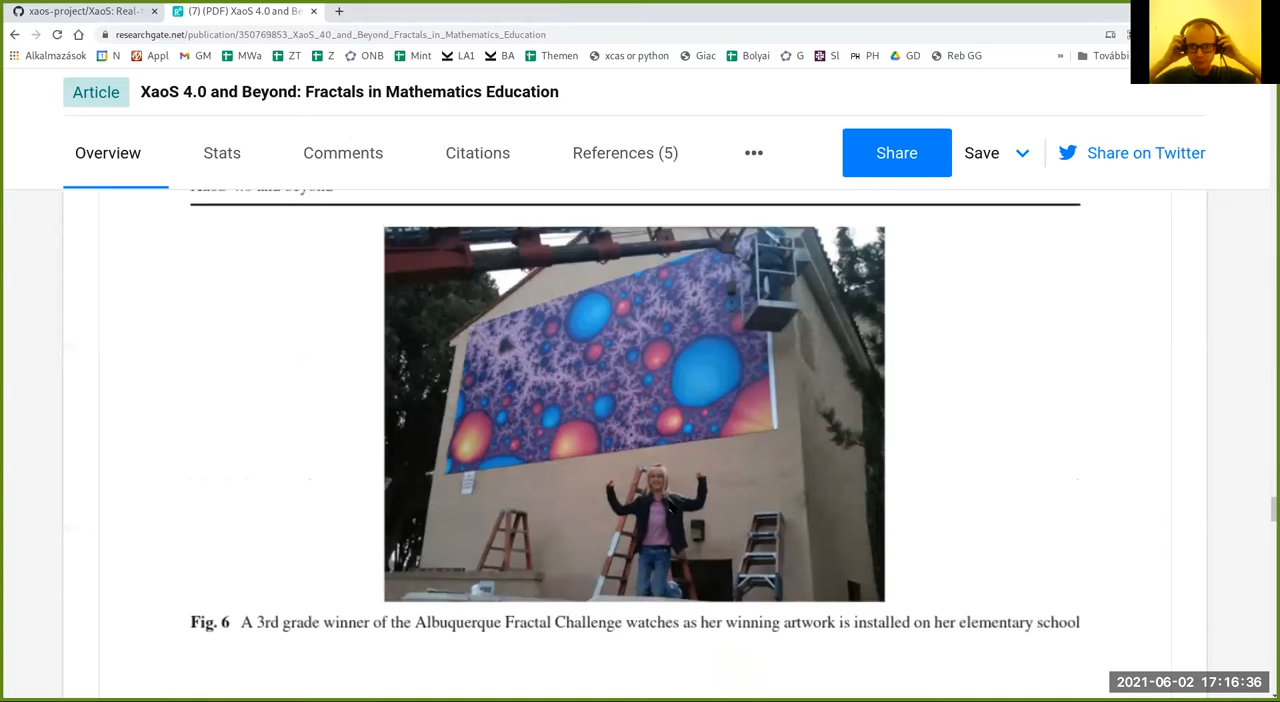 xaos-project/XaoS: Real-t
(7) (PDF) XaoS 4.0 and Be
researchgate.net/publication/350769853_XaoS_40_and_Beyond_Fractals_in_Mathematics_Education
Alkalmazások N Appl GM MWa ZT Z ONB Mint LA1 BA Themen xcas or python Giac Bolyai G Sl PH PH GD Reb GG » További
Article XaoS 4.0 and Beyond: Fractals in Mathematics Education
Overview Stats Comments Citations References (5) ••• Share Save Share on Twitter
Fig. 6 A 3rd grade winner of the Albuquerque Fractal Challenge watches as her winning artwork is installed on her elementary school
2021-06-02 17:16:36